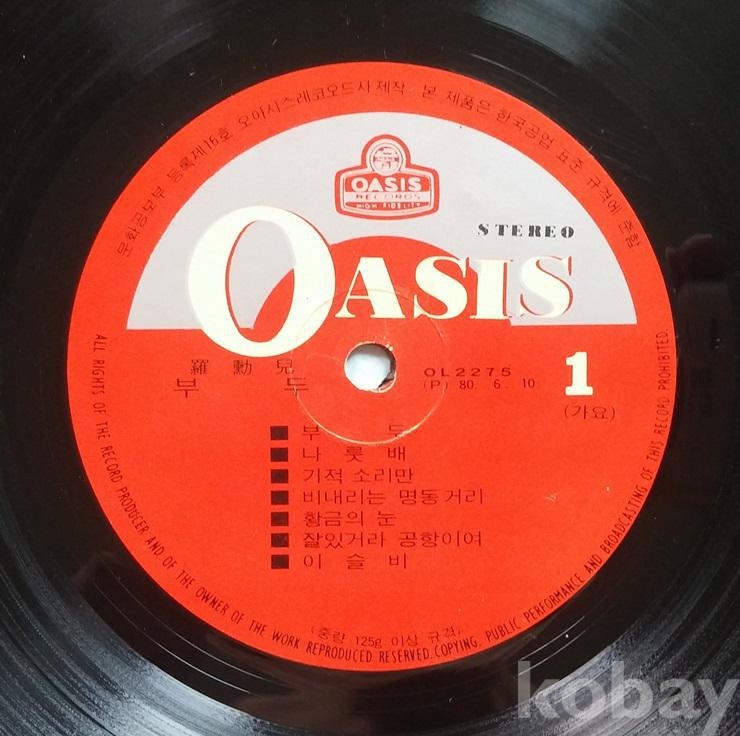 문화공보부 등록제16호 오아시스레코오드사제작 본 제품은 한국공업 표준 규격에 준함
OASIS
RECORDS
HIGH FIDELITY
STEREO
OASIS
羅勳兒
부두
OL2275
(P) 80. 6. 10
1
(가요)
■ 부두
■ 나룻배
■ 기적 소리만
■ 비내리는 명동거리
■ 황금의 눈
■ 잘있거라 공항이여
■ 이슬비
(중량 125g 이상 규격)
ALL RIGHTS OF THE RECORD PRODUCER AND OF THE OWNER OF THE WORK REPRODUCED RESERVED. COPYING, PUBLIC PERFORMANCE AND BROADCASTING OF THIS RECORD PROHIBITED.
kobay